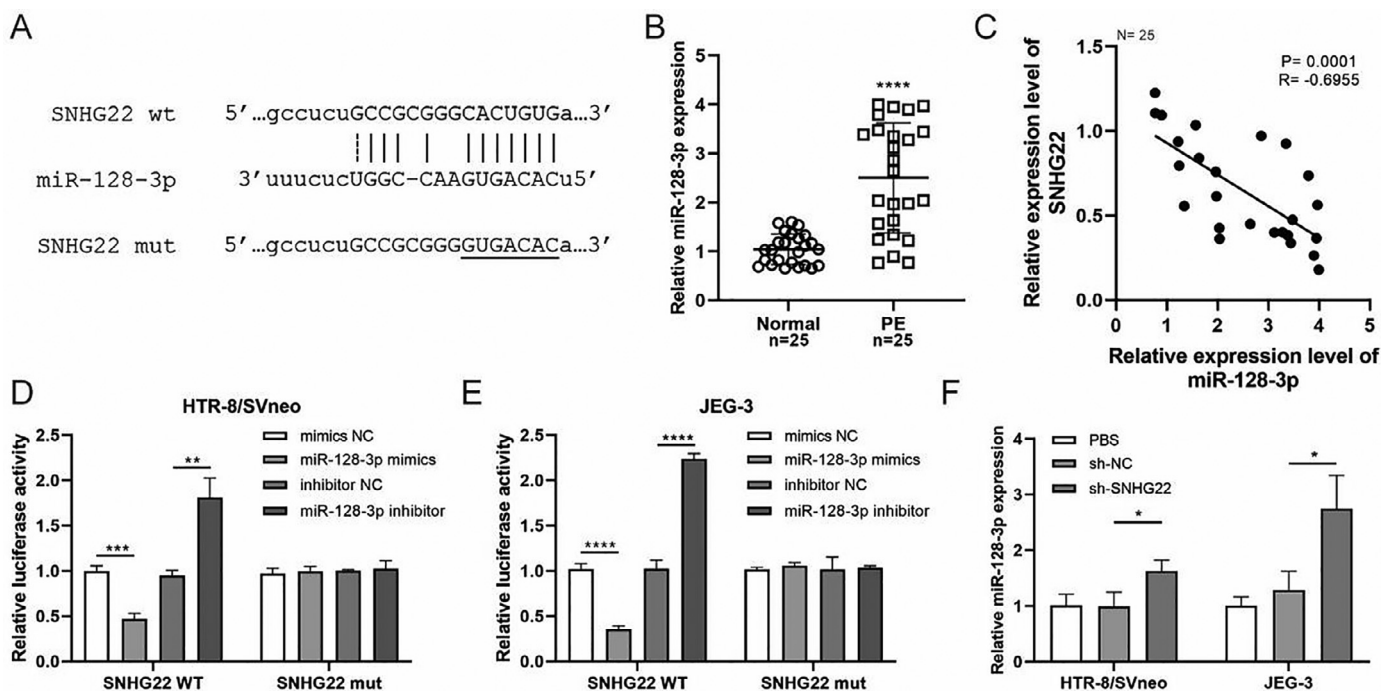 A
SNHG22 wt 5′…gccucuGCCGCGGGCACUGUGa…3′
miR-128-3p 3′uuucucUGGC-CAAGUGACACu5′
SNHG22 mut 5′…gccucuGCCGCGGGGUGACACa…3′
B
Relative miR-128-3p expression
5
4
3
2
1
0
****
Normal
n=25
PE
n=25
C
N= 25
P= 0.0001
R= -0.6955
Relative expression level of
SNHG22
1.5
1.0
0.5
0.0
0 1 2 3 4 5
Relative expression level of
miR-128-3p
D
HTR-8/SVneo
Relative luciferase activity
2.5
2.0
1.5
1.0
0.5
0.0
mimics NC
miR-128-3p mimics
inhibitor NC
miR-128-3p inhibitor
***
**
SNHG22 WT SNHG22 mut
E
JEG-3
Relative luciferase activity
2.5
2.0
1.5
1.0
0.5
0.0
mimics NC
miR-128-3p mimics
inhibitor NC
miR-128-3p inhibitor
****
****
SNHG22 WT SNHG22 mut
F
Relative miR-128-3p expression
4
3
2
1
0
PBS
sh-NC
sh-SNHG22
*
*
HTR-8/SVneo JEG-3